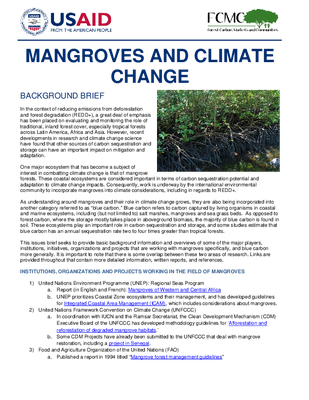 USAID
FROM THE AMERICAN PEOPLE
FCMC
Forest Carbon, Markets and Communities
MANGROVES AND CLIMATE
CHANGE
BACKGROUND BRIEF
In the context of reducing emissions from deforestation
and forest degradation (REDD+), a great deal of emphasis
has been placed on evaluating and monitoring the role of
traditional, inland forest cover, especially tropical forests
across Latin America, Africa and Asia. However, recent
developments in research and climate change science
have found that other sources of carbon sequestration and
storage can have an important impact on mitigation and
adaptation.
One major ecosystem that has become a subject of
interest in combatting climate change is that of mangrove
forests. These coastal ecosystems are considered important in terms of carbon sequestration potential and
adaptation to climate change impacts. Consequently, work is underway by the international environmental
community to incorporate mangroves into climate considerations, including in regards to REDD+.
As understanding around mangroves and their role in climate change grows, they are also being incorporated into
another category referred to as "blue carbon." Blue carbon refers to carbon captured by living organisms in coastal
and marine ecosystems, including (but not limited to) salt marshes, mangroves and sea grass beds. As opposed to
forest carbon, where the storage mostly takes place in aboveground biomass, the majority of blue carbon is found in
soil. These ecosystems play an important role in carbon sequestration and storage, and some studies estimate that
blue carbon has an annual sequestration rate two to four times greater than tropical forests.
This issues brief seeks to provide basic background information and overviews of some of the major players,
institutions, initiatives, organizations and projects that are working with mangroves specifically, and blue carbon
more generally. It is important to note that there is some overlap between these two areas of research. Links are
provided throughout that contain more detailed information, written reports, and references.
INSTITUTIONS, ORGANIZATIONS AND PROJECTS WORKING IN THE FIELD OF MANGROVES
1) United Nations Environment Programme (UNEP): Regional Seas Program
a. Report (in English and French): Mangroves of Western and Central Africa
b. UNEP prioritizes Coastal Zone ecosystems and their management, and has developed guidelines
for Integrated Coastal Area Management (ICAM), which includes considerations about mangroves.
2) United Nations Framework Convention on Climate Change (UNFCCC)
a. In coordination with IUCN and the Ramsar Secretariat, the Clean Development Mechanism (CDM)
Executive Board of the UNFCCC has developed methodology guidelines for 'Afforestation and
reforestation of degraded mangrove habitats.'
b. Some CDM Projects have already been submitted to the UNFCCC that deal with mangrove
restoration, including a project in Senegal.
3) Food and Agriculture Organization of the United Nations (FAO)
a. Published a report in 1994 titled "Mangrove forest management guidelines"